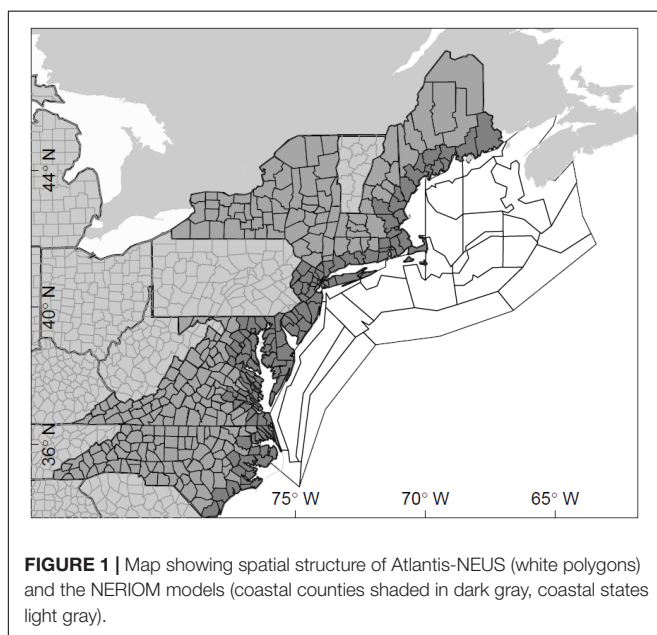 44° N
40° N
36° N
75° W 70° W 65° W
FIGURE 1 | Map showing spatial structure of Atlantis-NEUS (white polygons)
and the NERIOM models (coastal counties shaded in dark gray, coastal states
light gray).